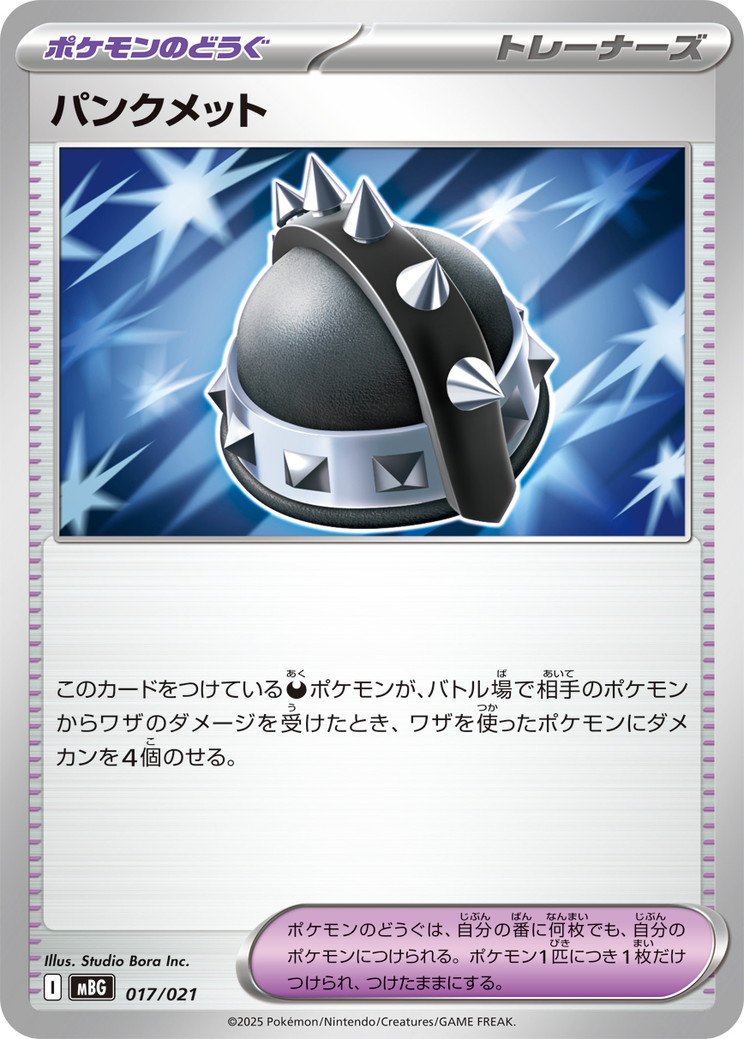 ポケモンのどうぐ
トレーナーズ
パンクメット
このカードをつけている悪ポケモンが、バトル場で相手のポケモン
からワザのダメージを受けたとき、ワザを使ったポケモンにダメ
カンを4個のせる。
ポケモンのどうぐは、自分の番に何枚でも、自分の
ポケモンにつけられる。ポケモン1匹につき1枚だけ
つけられ、つけたままにする。
Illus. Studio Bora Inc.
I mBG 017/021
©2025 Pokémon/Nintendo/Creatures/GAME FREAK.